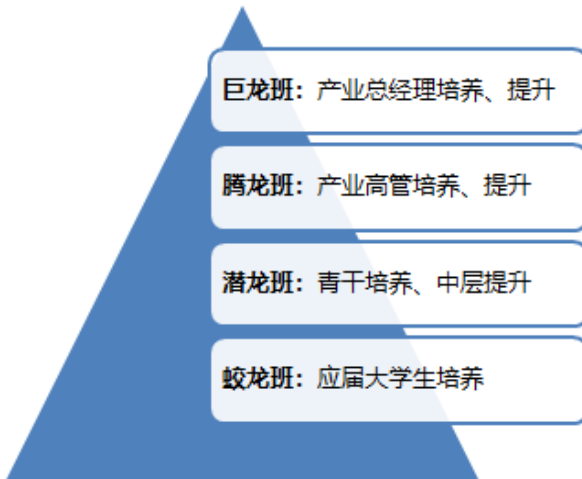 巨龙班：产业总经理培养、提升
腾龙班：产业高管培养、提升
潜龙班：青干培养、中层提升
蛟龙班：应届大学生培养